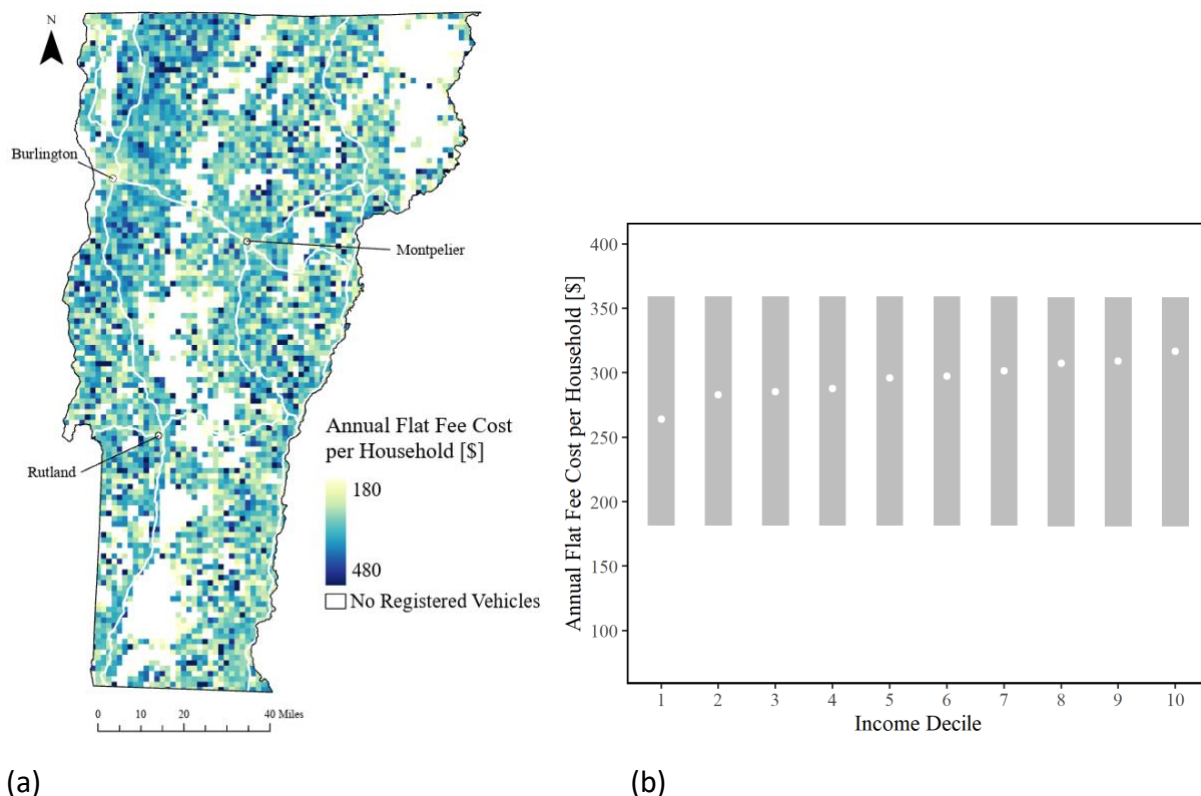 N
Burlington
Montpelier
Rutland
Annual Flat Fee Cost
per Household [$]
180
480
No Registered Vehicles
0 10 20 40 Miles
(a)
Annual Flat Fee Cost per Household [$]
400
350
300
250
200
150
100
1 2 3 4 5 6 7 8 9 10
Income Decile
(b)